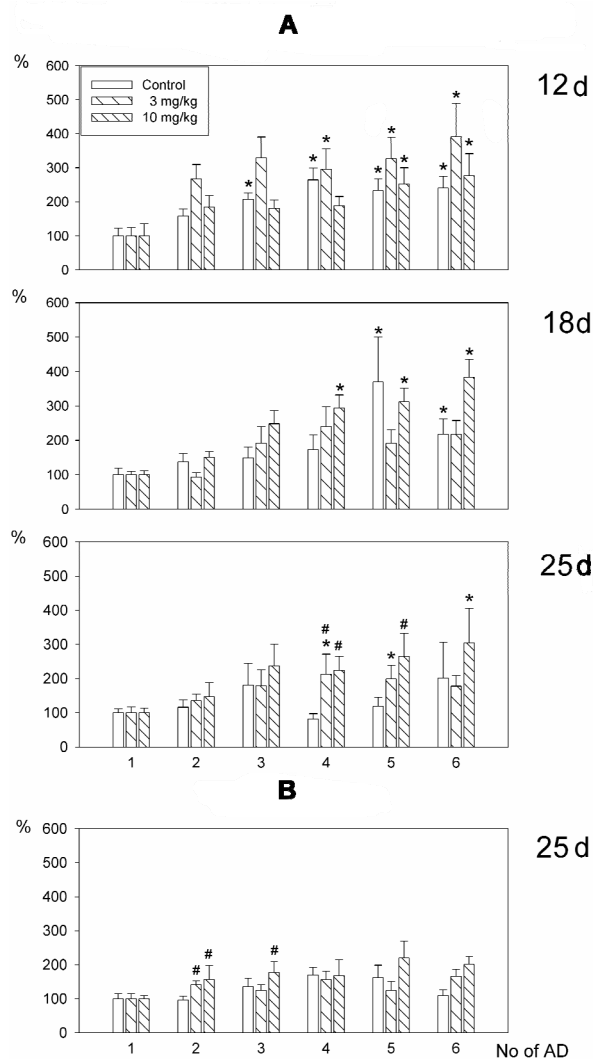 A
%
600
500
400
300
200
100
0
Control
3 mg/kg
10 mg/kg
* * * * * * * * *
12 d
600
500
400
300
200
100
0
* * * * *
18d
%
600
500
400
300
200
100
0
# * # * # *
25d
1 2 3 4 5 6
B
%
600
500
400
300
200
100
0
# # #
25 d
1 2 3 4 5 6
No of AD